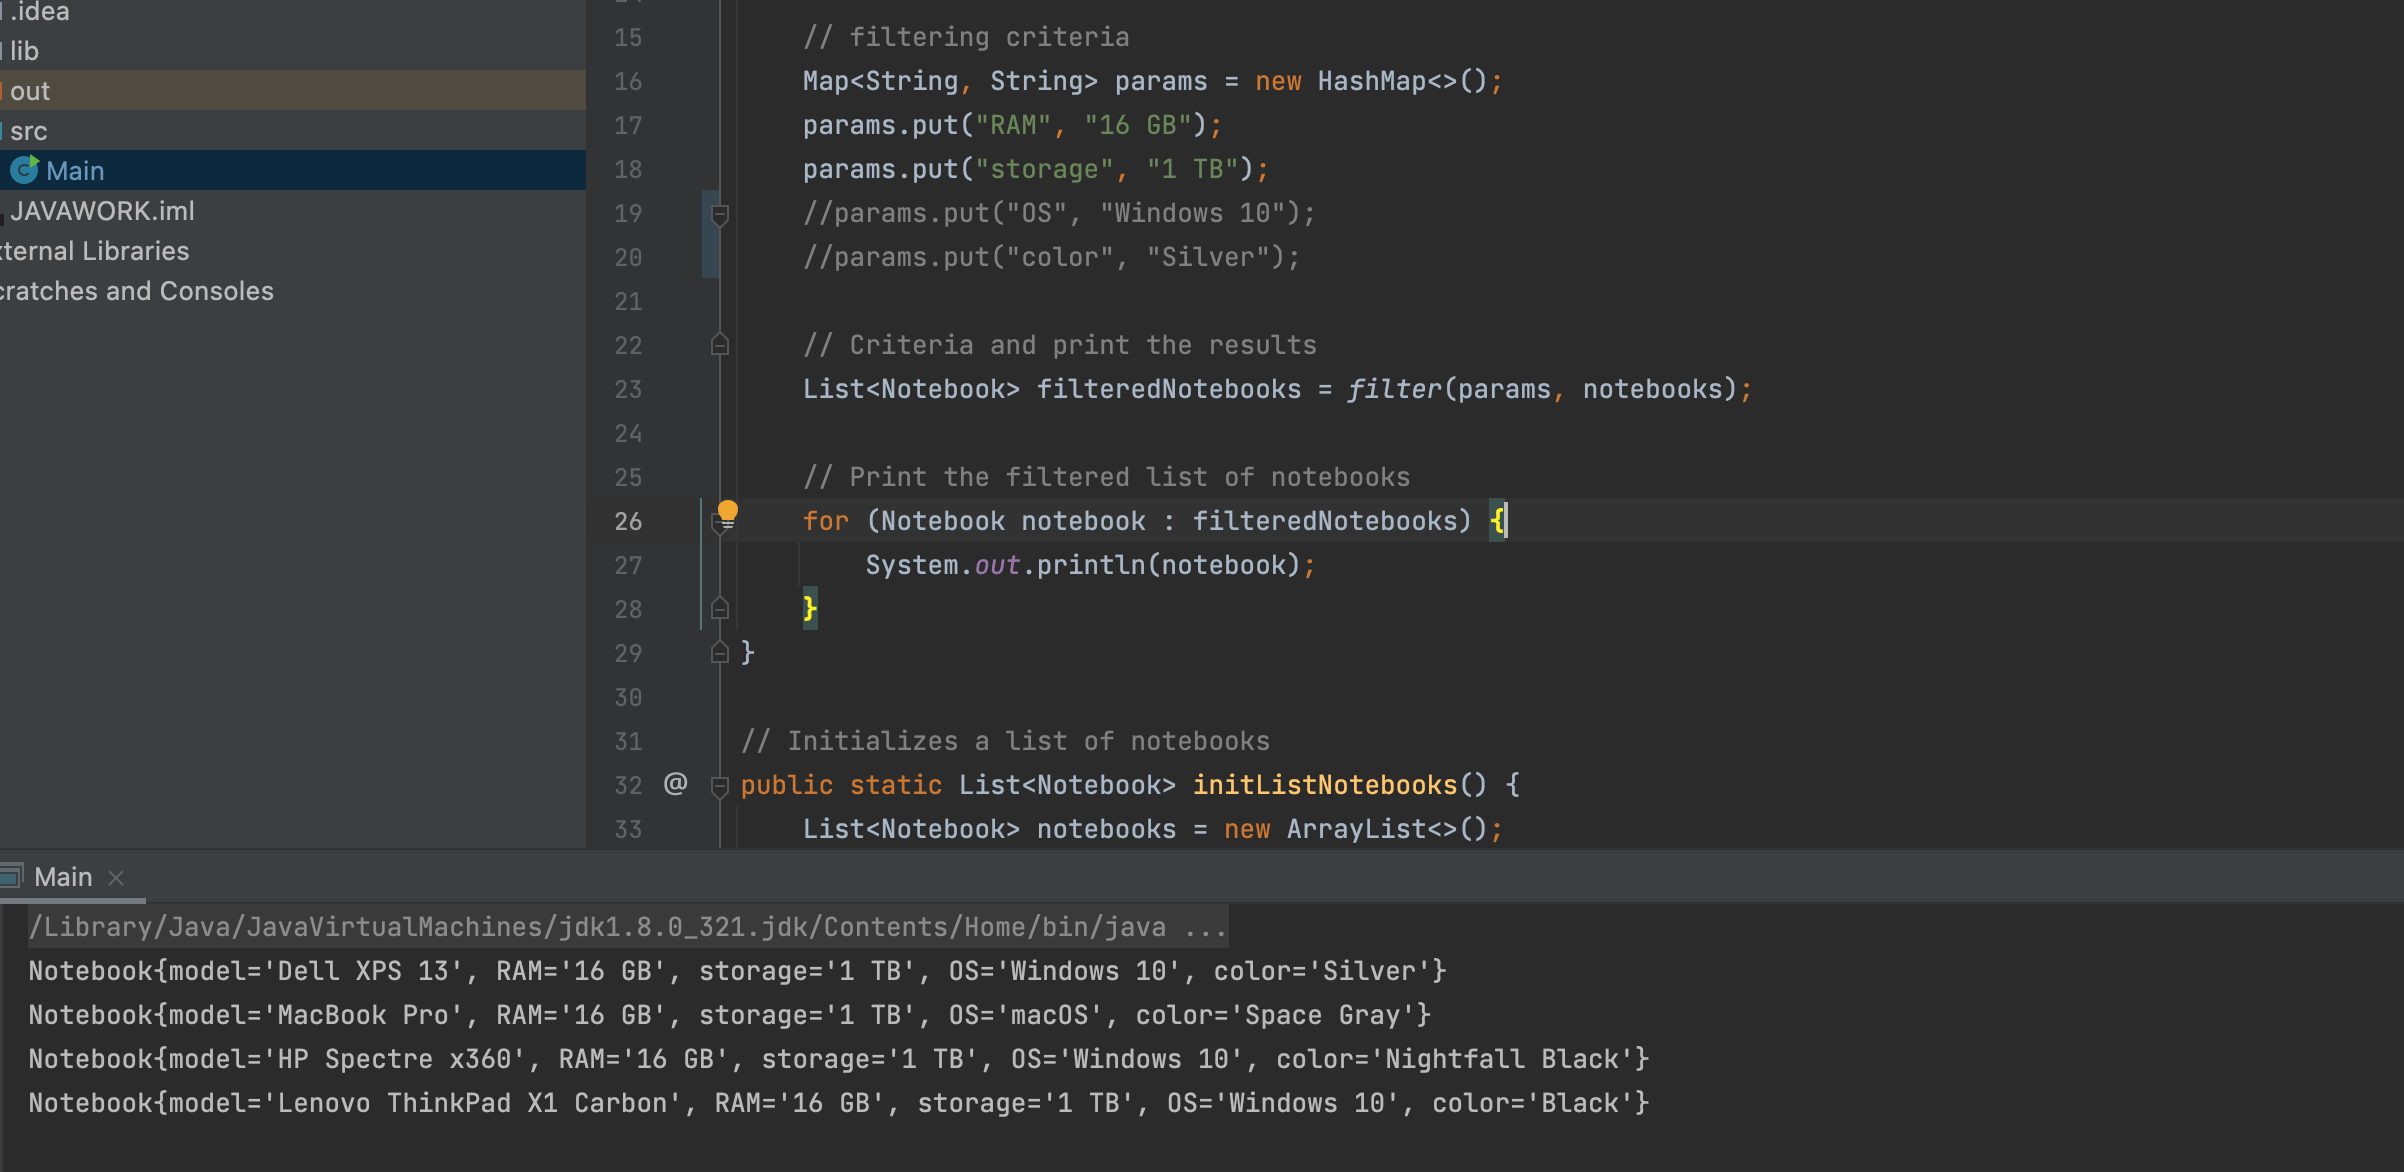 .idea
lib
out
src
Main
JAVAWORK.iml
xternal Libraries
cratches and Consoles
15 // filtering criteria
16 Map<String, String> params = new HashMap<>();
17 params.put("RAM", "16 GB");
18 params.put("storage", "1 TB");
19 //params.put("OS", "Windows 10");
20 //params.put("color", "Silver");
21
22 // Criteria and print the results
23 List<Notebook> filteredNotebooks = filter(params, notebooks);
24
25 // Print the filtered list of notebooks
26 for (Notebook notebook : filteredNotebooks) {
27 System.out.println(notebook);
28 }
29 }
30
31 // Initializes a list of notebooks
32 @ public static List<Notebook> initListNotebooks() {
33 List<Notebook> notebooks = new ArrayList<>();
Main
/Library/Java/JavaVirtualMachines/jdk1.8.0_321.jdk/Contents/Home/bin/java ...
Notebook{model='Dell XPS 13', RAM='16 GB', storage='1 TB', OS='Windows 10', color='Silver'}
Notebook{model='MacBook Pro', RAM='16 GB', storage='1 TB', OS='macOS', color='Space Gray'}
Notebook{model='HP Spectre x360', RAM='16 GB', storage='1 TB', OS='Windows 10', color='Nightfall Black'}
Notebook{model='Lenovo ThinkPad X1 Carbon', RAM='16 GB', storage='1 TB', OS='Windows 10', color='Black'}